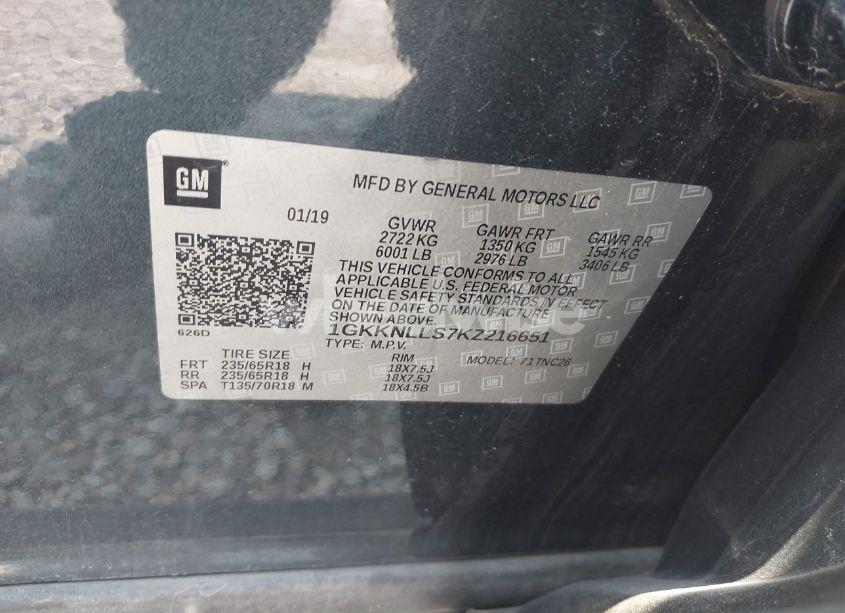 GM
MFD BY GENERAL MOTORS LLC
01/19
GVWR
2722 KG
6001 LB
GAWR FRT
1350 KG
2976 LB
GAWR RR
1545 KG
3406 LB
THIS VEHICLE CONFORMS TO ALL
APPLICABLE U.S. FEDERAL MOTOR
VEHICLE SAFETY STANDARDS IN EFFECT
ON THE DATE OF MANUFACTURE
SHOWN ABOVE.
626D
1GKKNLLS7KZ216651
TYPE: M.P.V.
MODEL: 71TNC26
TIRE SIZE
RIM
FRT 235/65R18 H 18X7.5J
RR 235/65R18 H 18X7.5J
SPA T135/70R18 M 18X4.5B